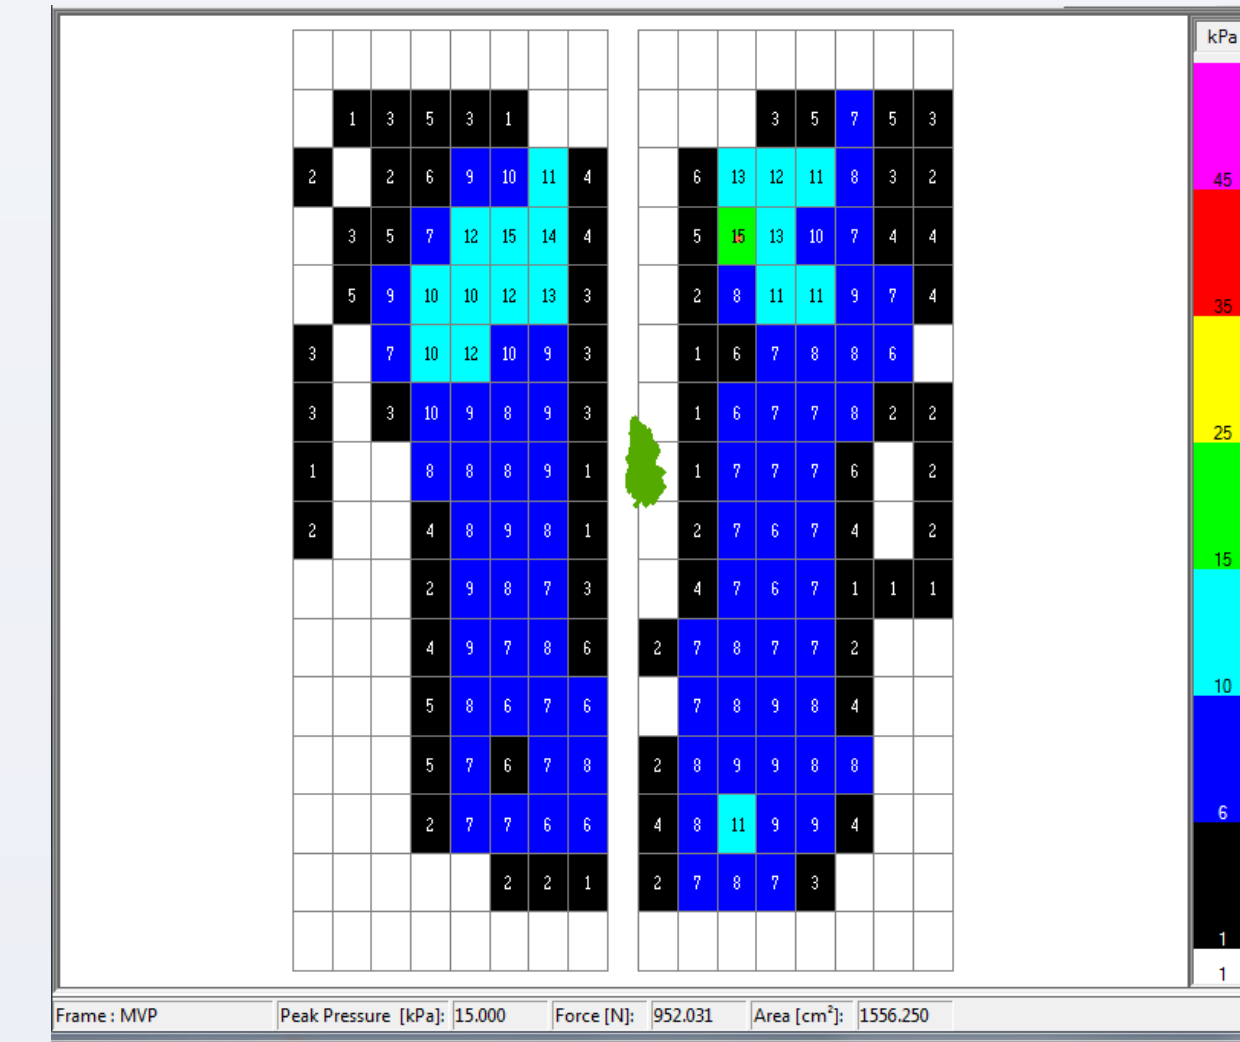 kPa
1 3 5 3 1 3 5 7 5 3
2 2 6 9 10 11 4 6 13 12 11 8 3 2
45
3 5 7 12 15 14 4 5 15 13 10 7 4 4
5 9 10 10 12 13 3 2 8 11 11 9 7 4
35
3 7 10 12 10 9 3 1 6 7 8 8 6
3 3 10 9 8 9 3 1 6 7 7 8 2 2
25
1 8 8 8 9 1 1 7 7 7 6 2
2 4 8 9 8 1 2 7 6 7 4 2
15
2 9 8 7 3 4 7 6 7 1 1 1
4 9 7 8 6 2 7 8 7 7 2
10
5 8 6 7 6 7 8 9 8 4
5 7 6 7 8 2 8 9 9 8 8
6
2 7 7 6 6 4 8 11 9 9 4
2 2 1 2 7 8 7 3
1
1
Frame : MVP Peak Pressure [kPa]: 15.000 Force [N]: 952.031 Area [cm²]: 1556.250